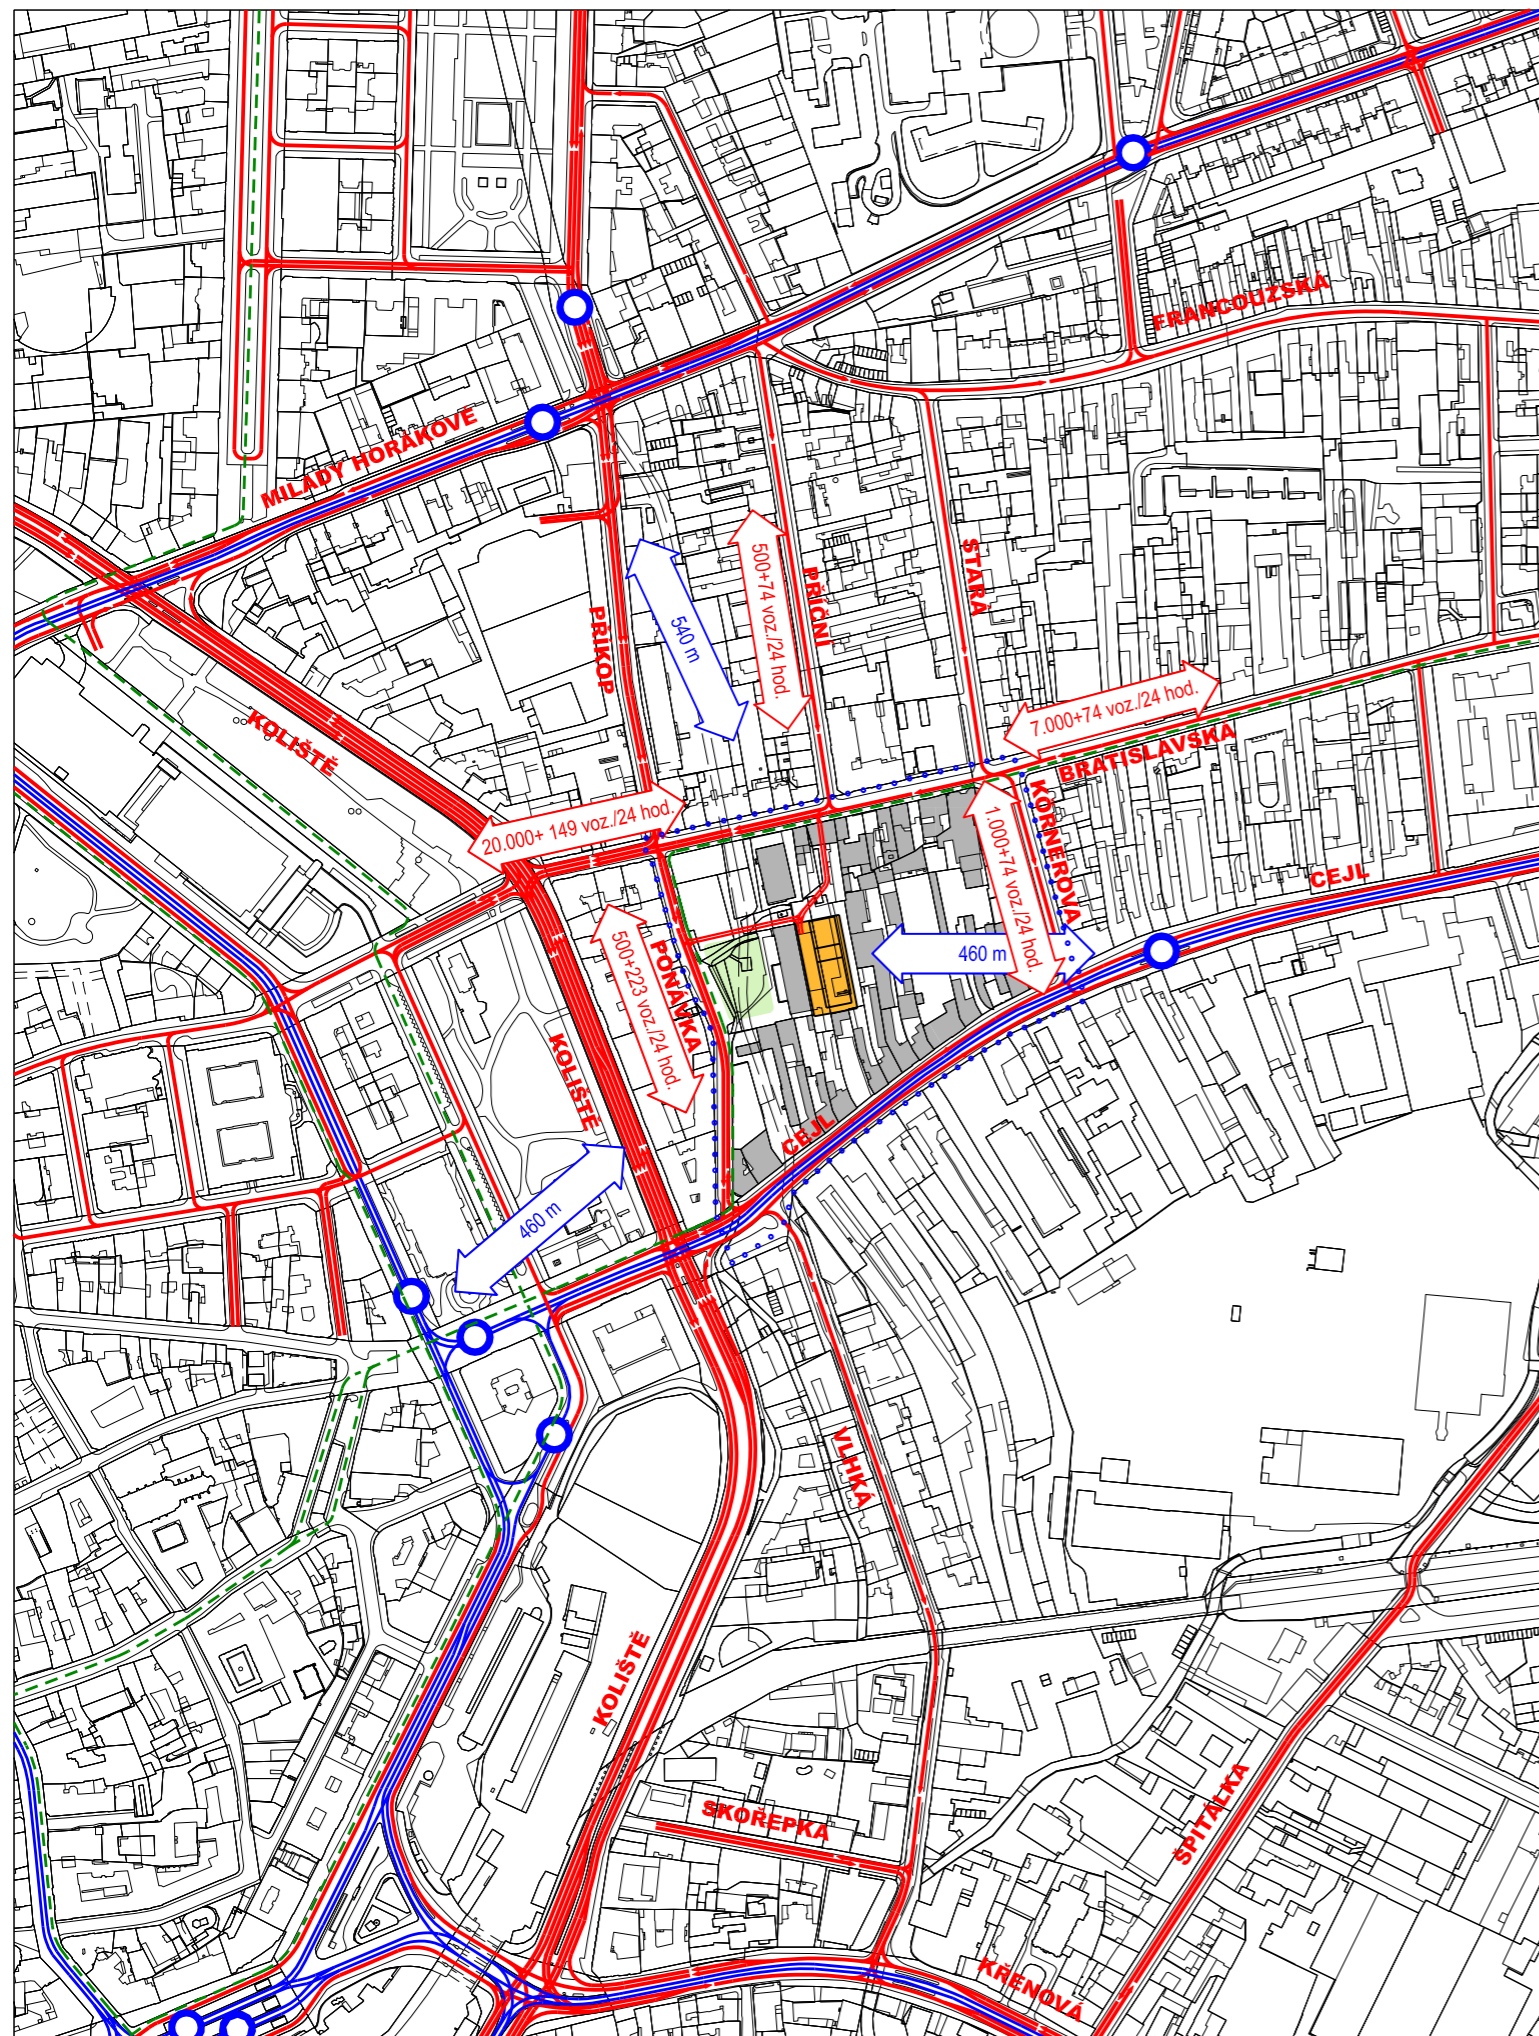 FRANCOUZSKÁ
MILADY HORÁKOVÉ
500+74 voz./24 hod.
PŘÍČNÍ
STARÁ
540 m
PŘÍKOP
KOLIŠTĚ
7.000+74 voz./24 hod.
BRATISLAVSKÁ
20.000+ 149 voz./24 hod.
1.000+74 voz./24 hod.
KÖRNEROVA
CEJL
500+223 voz./24 hod.
PONÁVKA
460 m
KOLIŠTĚ
CEJL
460 m
VLHKÁ
KOLIŠTĚ
SKOŘEPKA
ŠPITÁLKA
KŘENOVÁ